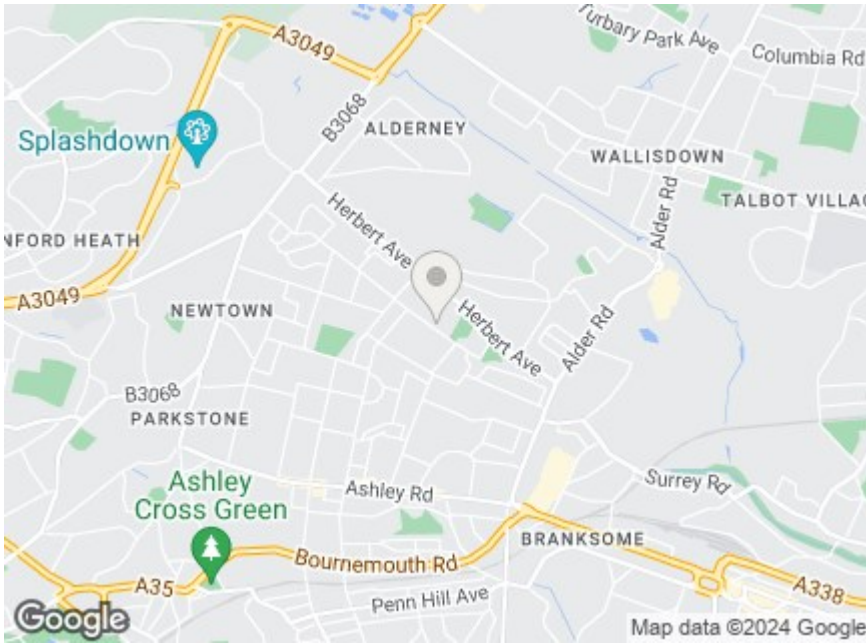 Turbary Park Ave
A3049
Columbia Rd
B3068
ALDERNEY
Splashdown
WALLISDOWN
Alder Rd
TALBOT VILLAG
Herbert Ave
NFORD HEATH
A3049
NEWTOWN
Herbert Ave
Alder Rd
B3068
PARKSTONE
Ashley
Cross Green
Ashley Rd
Surrey Rd
BRANKSOME
Bournemouth Rd
A35
Penn Hill Ave
A338
Google
Map data ©2024 Google